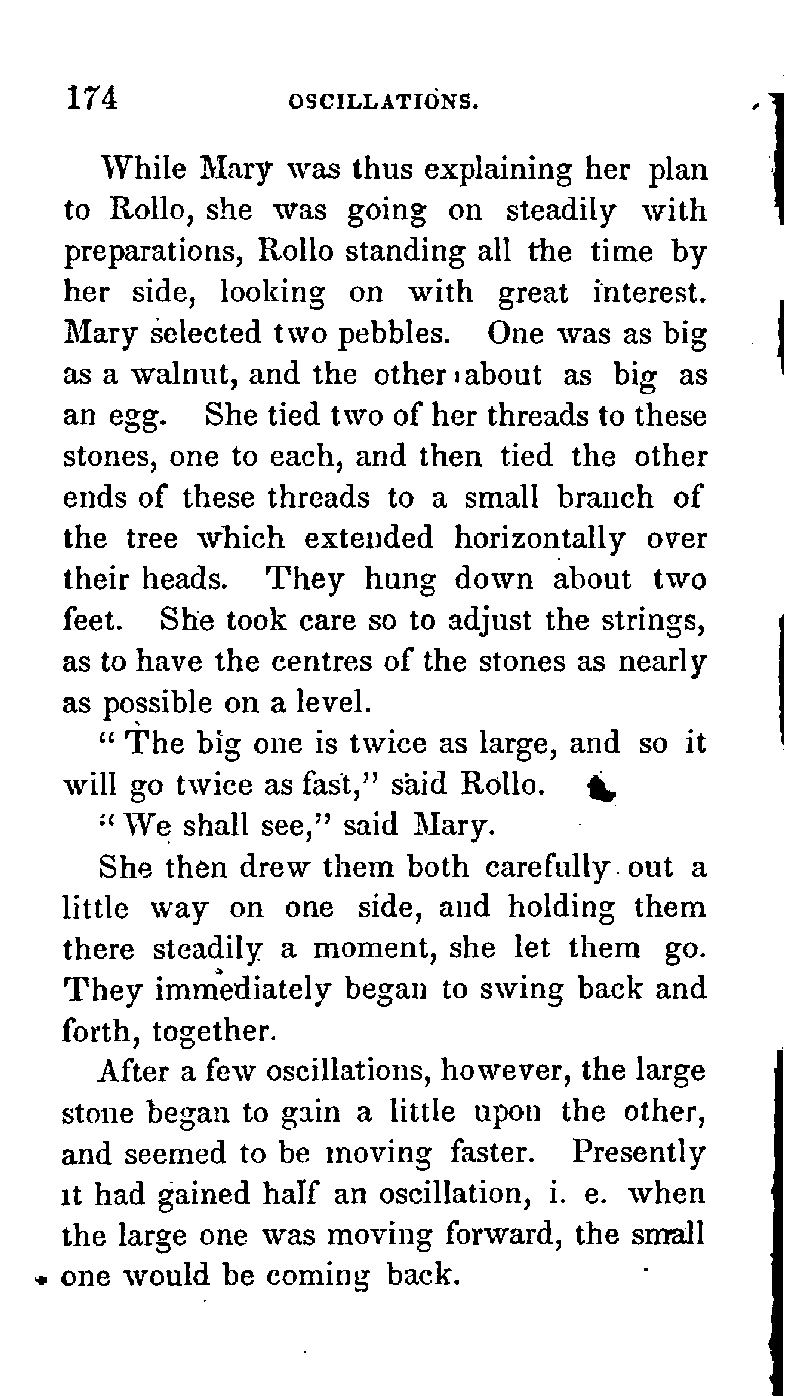 174 OSCILLATIONS.
While Mary was thus explaining her plan
to Rollo, she was going on steadily with
preparations, Rollo standing all the time by
her side, looking on with great interest.
Mary selected two pebbles. One was as big
as a walnut, and the other about as big as
an egg. She tied two of her threads to these
stones, one to each, and then tied the other
ends of these threads to a small branch of
the tree which extended horizontally over
their heads. They hung down about two
feet. She took care so to adjust the strings,
as to have the centres of the stones as nearly
as possible on a level.
“ The big one is twice as large, and so it
will go twice as fast,” said Rollo.
“ We shall see,” said Mary.
She then drew them both carefully out a
little way on one side, and holding them
there steadily a moment, she let them go.
They immediately began to swing back and
forth, together.
After a few oscillations, however, the large
stone began to gain a little upon the other,
and seemed to be moving faster. Presently
it had gained half an oscillation, i. e. when
the large one was moving forward, the small
one would be coming back.